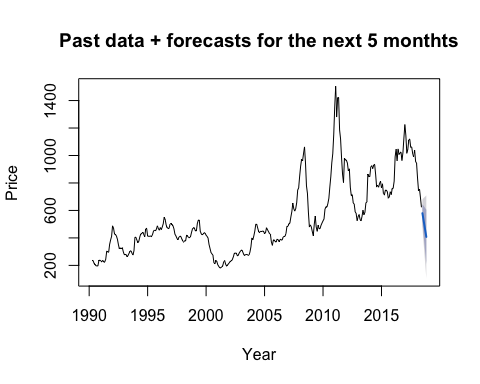 Past data + forecasts for the next 5 monthts
Price
200 600 1000 1400
1990 1995 2000 2005 2010 2015
Year